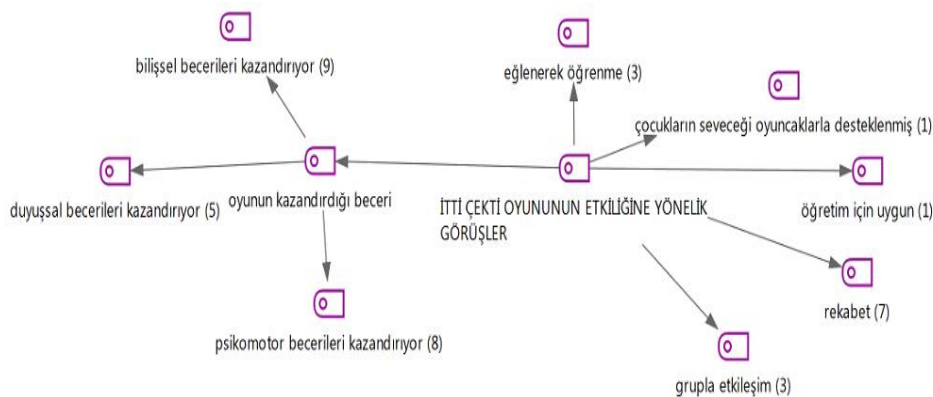 bilişsel becerileri kazandırıyor (9)
eğlenerek öğrenme (3)
çocukların seveceği oyuncaklarla desteklenmiş (1)
duyuşsal becerileri kazandırıyor (5)
oyunun kazandırdığı beceri
İTTİ ÇEKTİ OYUNUNUN ETKİLİĞİNE YÖNELİK
GÖRÜŞLER
öğretim için uygun (1)
rekabet (7)
psikomotor becerileri kazandırıyor (8)
grupla etkileşim (3)